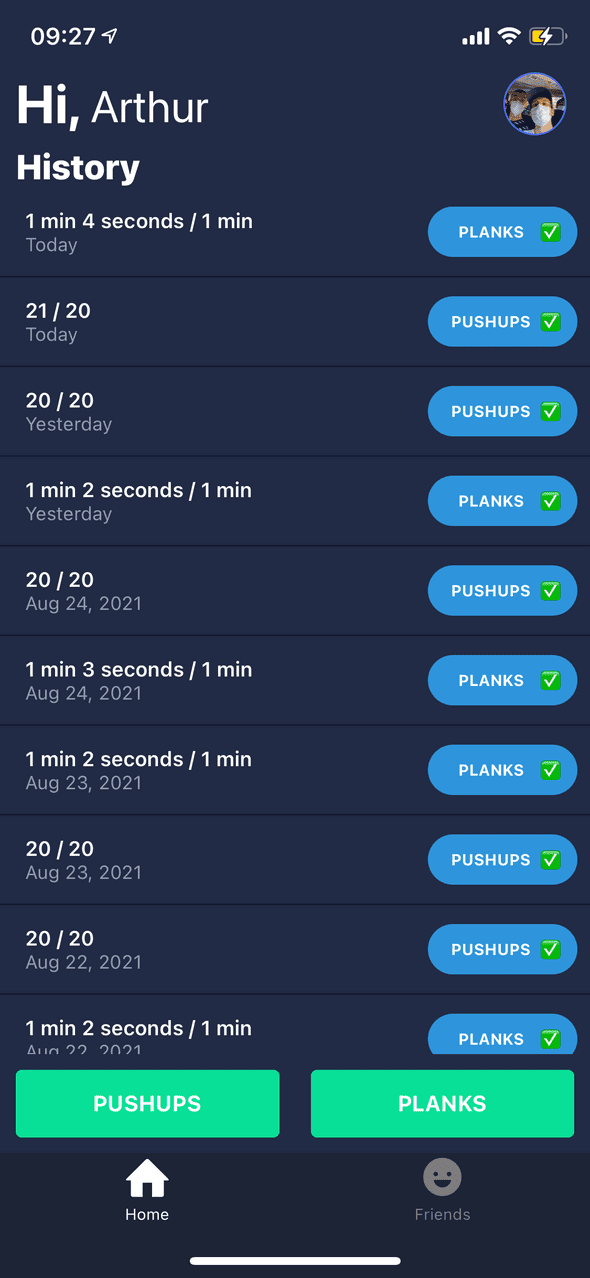 09:27
Hi, Arthur
History
1 min 4 seconds / 1 min
Today
PLANKS
21 / 20
Today
PUSHUPS
20 / 20
Yesterday
PUSHUPS
1 min 2 seconds / 1 min
Yesterday
PLANKS
20 / 20
Aug 24, 2021
PUSHUPS
1 min 3 seconds / 1 min
Aug 24, 2021
PLANKS
1 min 2 seconds / 1 min
Aug 23, 2021
PLANKS
20 / 20
Aug 23, 2021
PUSHUPS
20 / 20
Aug 22, 2021
PUSHUPS
1 min 2 seconds / 1 min
Aug 22, 2021
PLANKS
PUSHUPS
PLANKS
Home
Friends